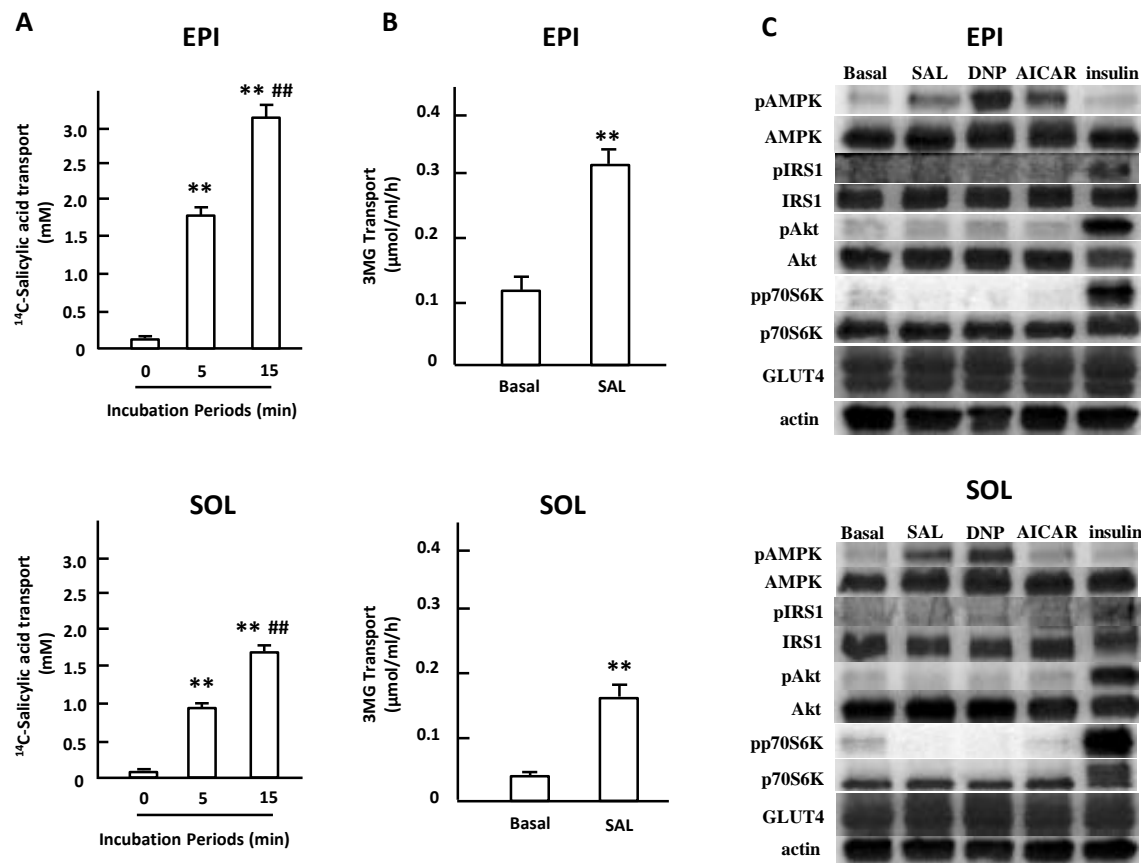 A
EPI
¹⁴C-Salicylic acid transport
(mM)
3.0
2.0
1.5
1.0
0.5
0
**
** ##
0 5 15
Incubation Periods (min)
SOL
¹⁴C-Salicylic acid transport
(mM)
3.0
2.0
1.5
1.0
0.5
0
**
** ##
0 5 15
Incubation Periods (min)
B
EPI
3MG Transport
(μmol/ml/h)
0.4
0.3
0.2
0.1
0
**
Basal SAL
SOL
3MG Transport
(μmol/ml/h)
0.4
0.3
0.2
0.1
0
**
Basal SAL
C
EPI
Basal SAL DNP AICAR insulin
pAMPK
AMPK
pIRS1
IRS1
pAkt
Akt
pp70S6K
p70S6K
GLUT4
actin
SOL
Basal SAL DNP AICAR insulin
pAMPK
AMPK
pIRS1
IRS1
pAkt
Akt
pp70S6K
p70S6K
GLUT4
actin